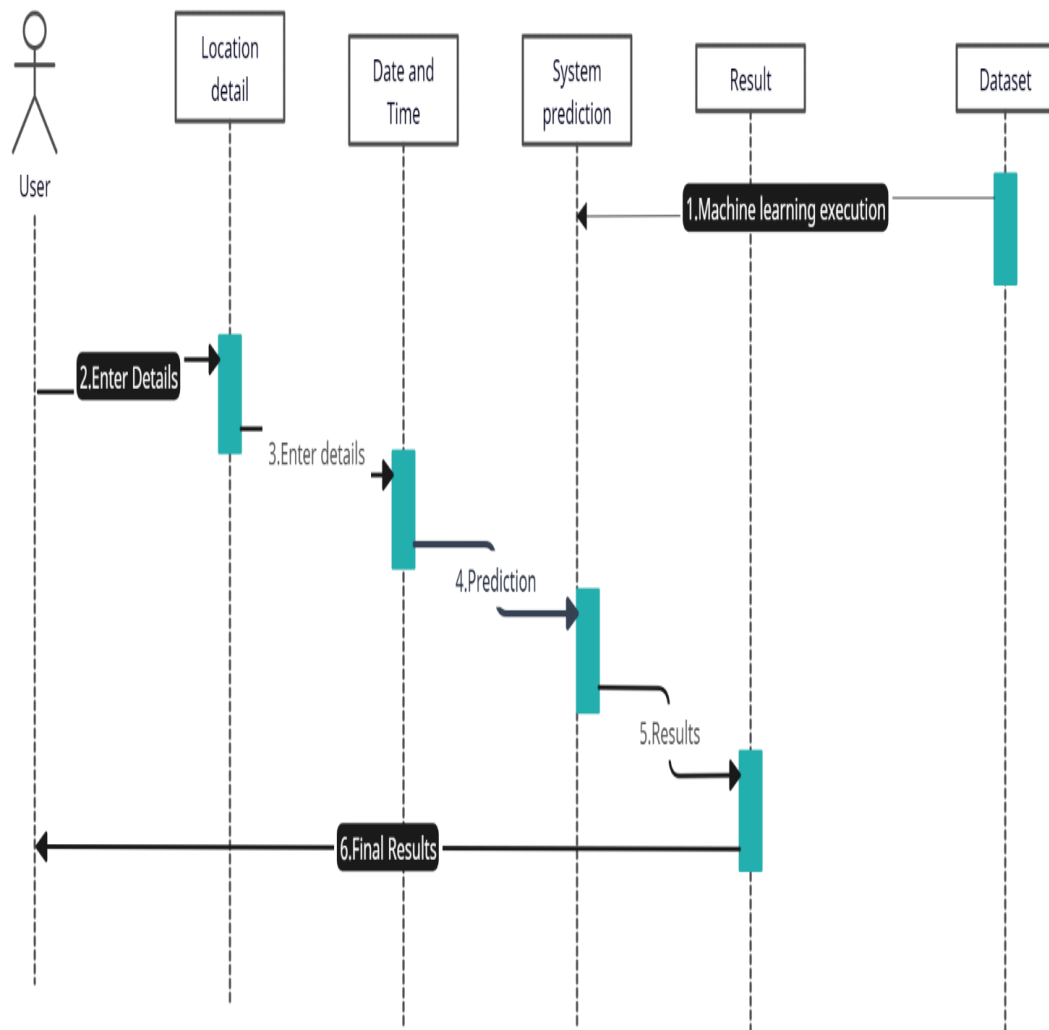 Location
detail
Date and
Time
System
prediction
Result
Dataset
User
1.Machine learning execution
2.Enter Details
3.Enter details
4.Prediction
5.Results
6.Final Results